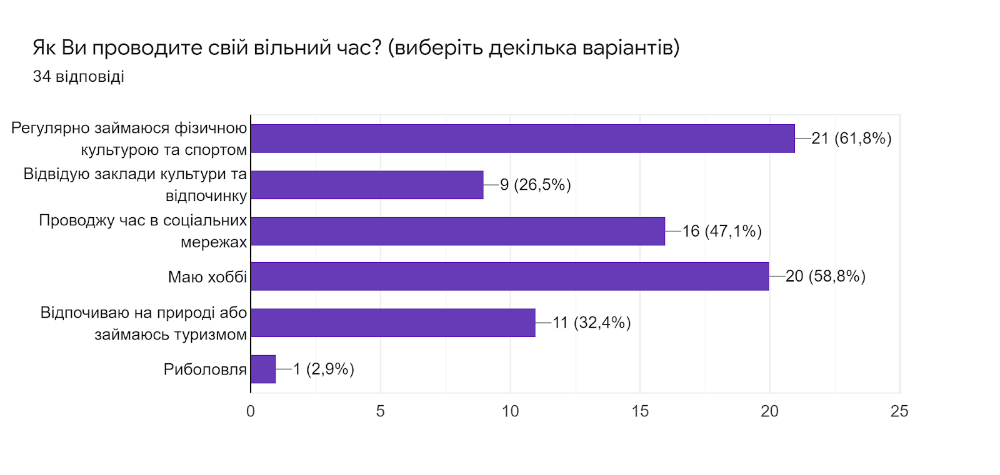 Як Ви проводите свій вільний час? (виберіть декілька варіантів)
34 відповіді
Регулярно займаюся фізичною
культурою та спортом
21 (61,8%)
Відвідую заклади культури та
відпочинку
9 (26,5%)
Проводжу час в соціальних
мережах
16 (47,1%)
Маю хоббі
20 (58,8%)
Відпочиваю на природі або
займаюсь туризмом
11 (32,4%)
Риболовля
1 (2,9%)
0 5 10 15 20 25